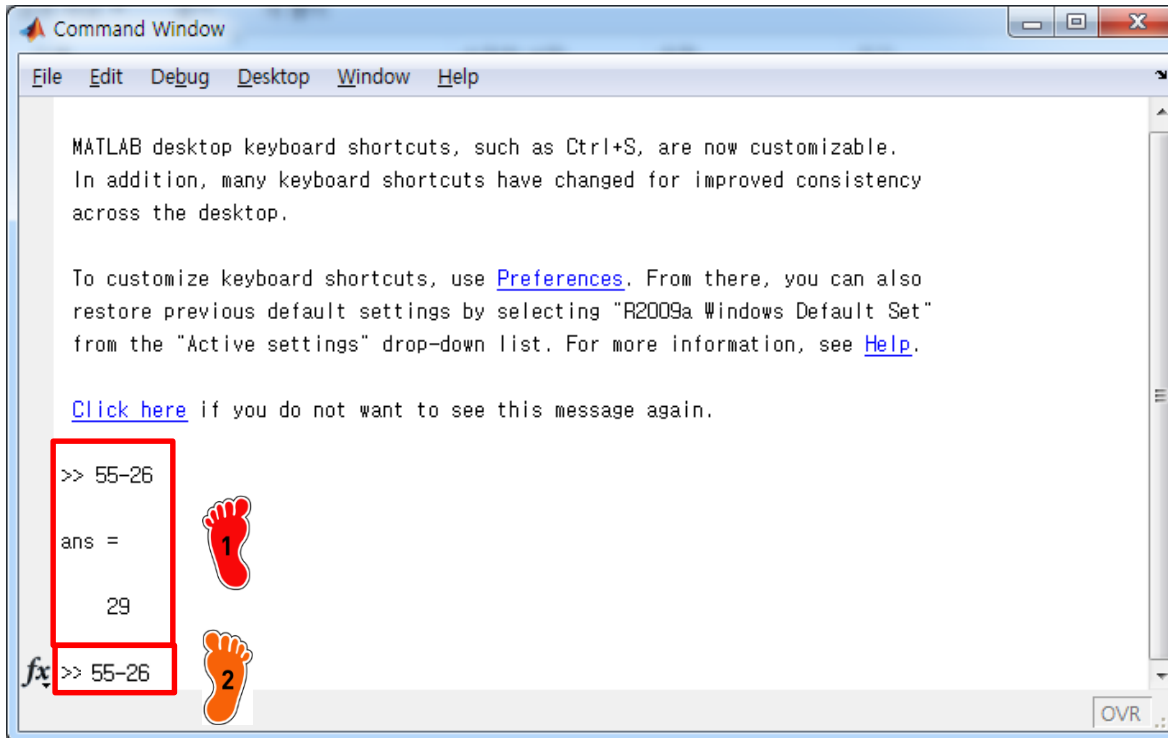 Command Window
File Edit Debug Desktop Window Help
MATLAB desktop keyboard shortcuts, such as Ctrl+S, are now customizable.
In addition, many keyboard shortcuts have changed for improved consistency
across the desktop.
To customize keyboard shortcuts, use Preferences. From there, you can also
restore previous default settings by selecting "R2009a Windows Default Set"
from the "Active settings" drop-down list. For more information, see Help.
Click here if you do not want to see this message again.
>> 55-26
ans =
1
29
fx >> 55-26
2
OVR